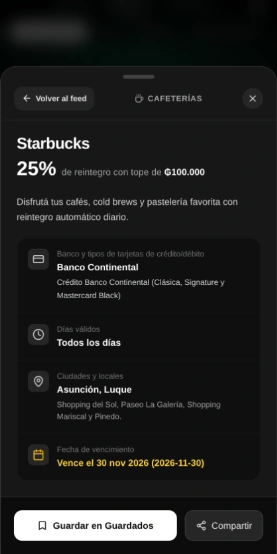 Volver al feed
CAFETERÍAS
Starbucks
25% de reintegro con tope de ₲100.000
Disfrutá tus cafés, cold brews y pastelería favorita con
reintegro automático diario.
Banco y tipos de tarjetas de crédito/débito
Banco Continental
Crédito Banco Continental (Clásica, Signature y
Mastercard Black)
Días válidos
Todos los días
Ciudades y locales
Asunción, Luque
Shopping del Sol, Paseo La Galería, Shopping
Mariscal y Pinedo.
Fecha de vencimiento
Vence el 30 nov 2026 (2026-11-30)
Guardar en Guardados
Compartir